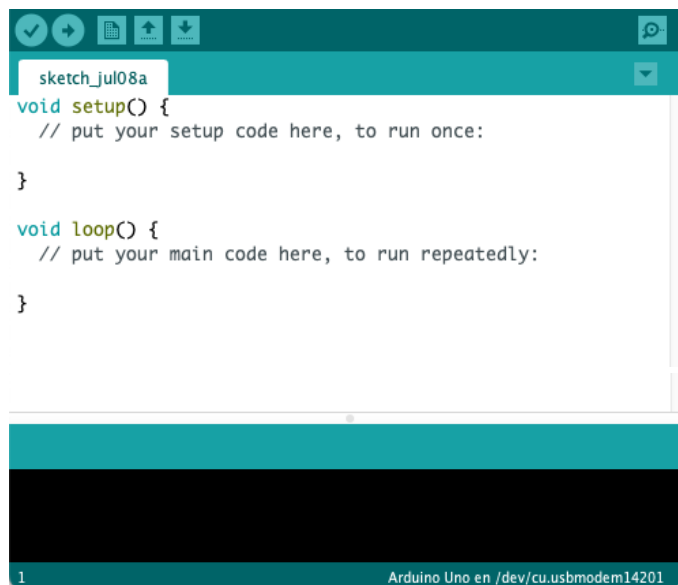 sketch_jul08a
void setup() {
  // put your setup code here, to run once:
}
void loop() {
  // put your main code here, to run repeatedly:
}
1 Arduino Uno en /dev/cu.usbmodem14201